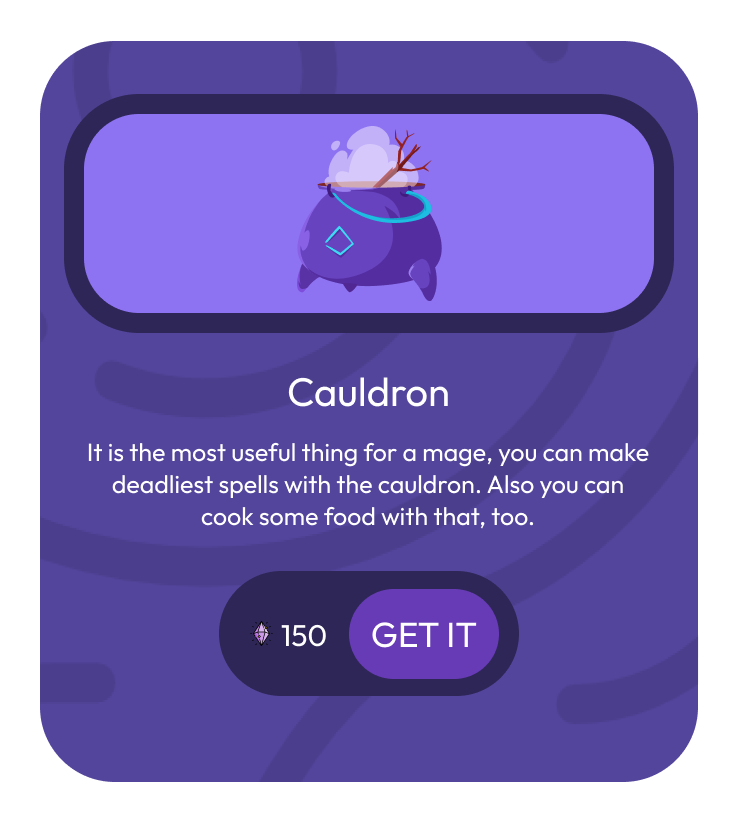 Cauldron
It is the most useful thing for a mage, you can make
deadliest spells with the cauldron. Also you can
cook some food with that, too.
150 GET IT